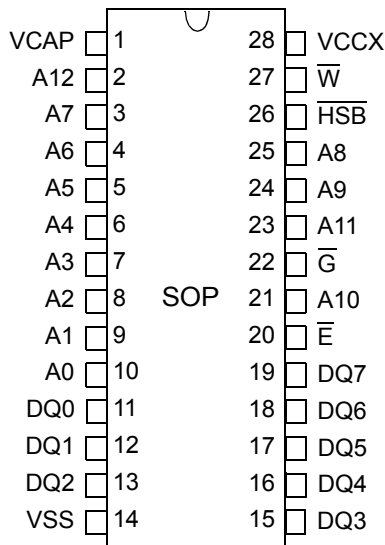 VCAP 1 28 VCCX
A12 2 27 W̅
A7 3 26 H̅S̅B̅
A6 4 25 A8
A5 5 24 A9
A4 6 23 A11
A3 7 22 G̅
A2 8 SOP 21 A10
A1 9 20 E̅
A0 10 19 DQ7
DQ0 11 18 DQ6
DQ1 12 17 DQ5
DQ2 13 16 DQ4
VSS 14 15 DQ3